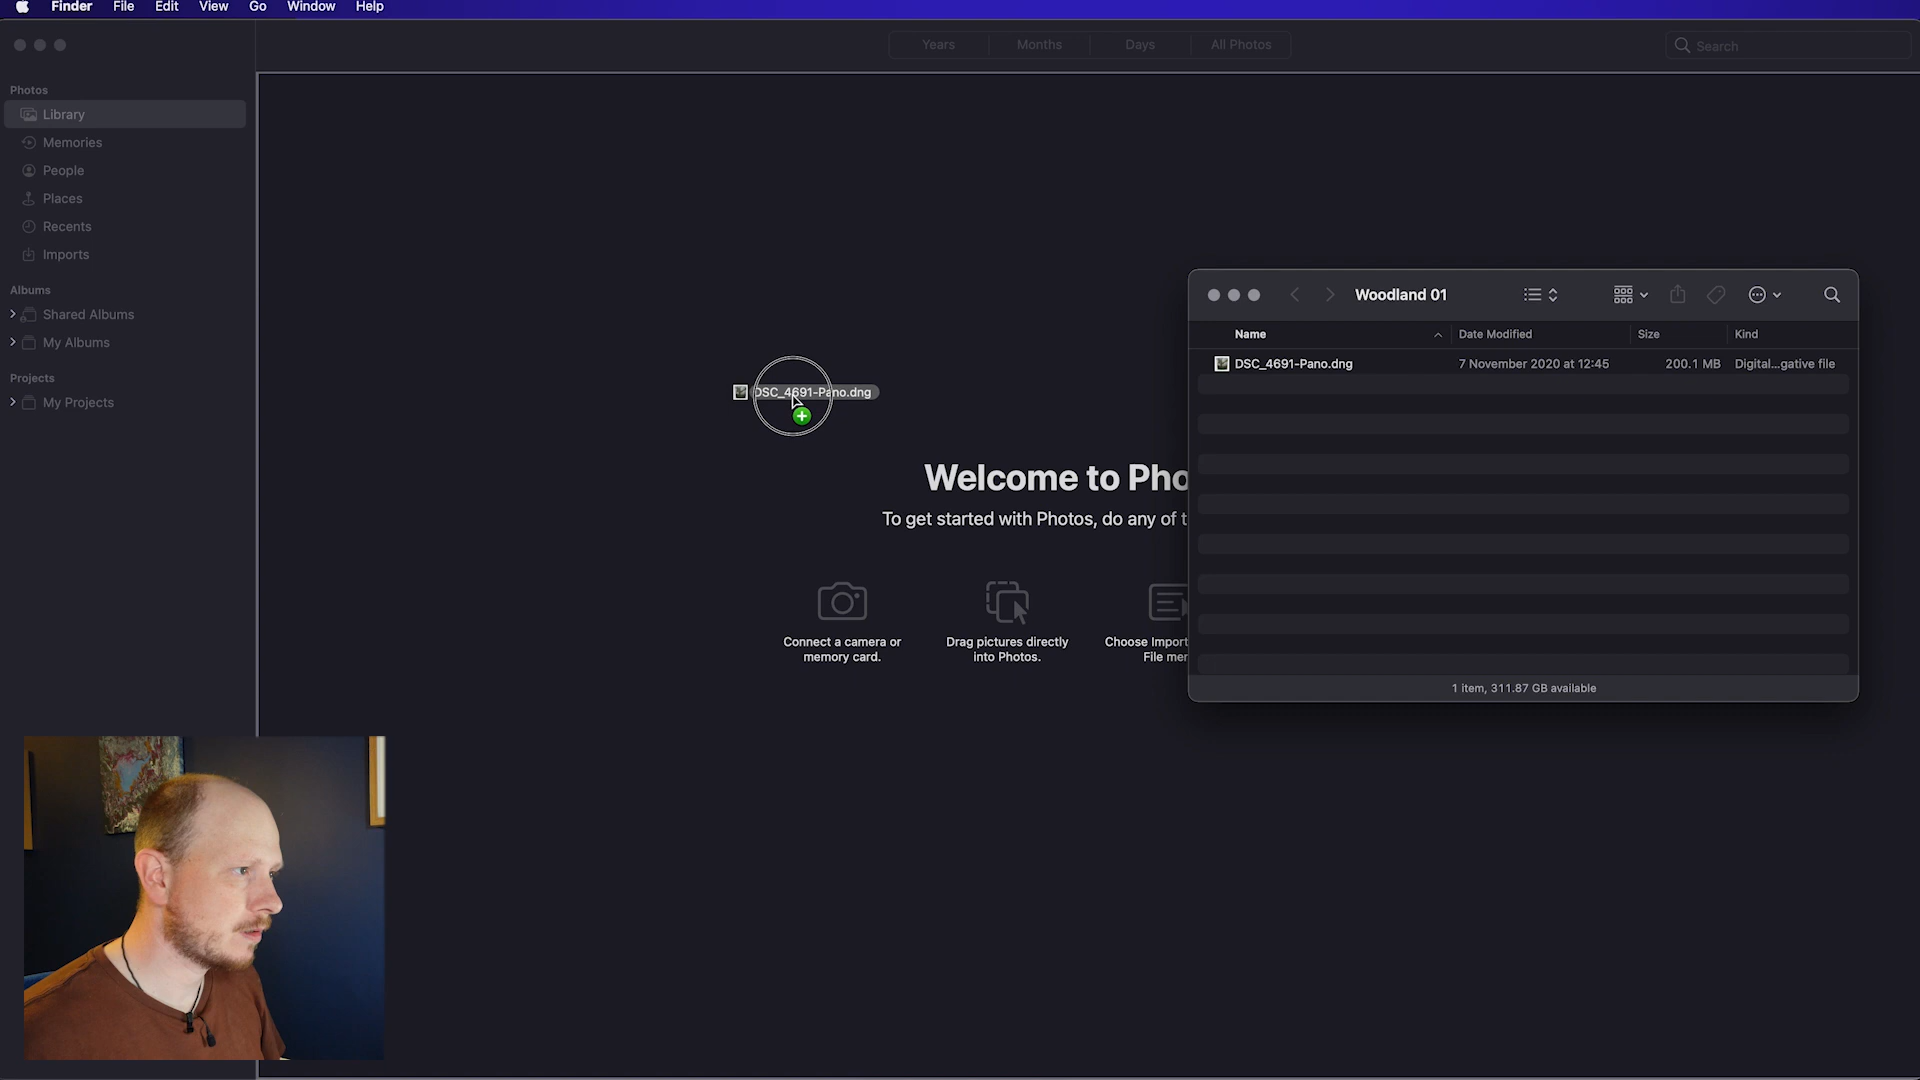 Finder File Edit View Go Window Help
Years Months Days All Photos
Search
Photos
Library
Memories
People
Places
Recents
Imports
Albums
Shared Albums
My Albums
Projects
My Projects
DSC_4691-Pano.dng
Welcome to Pho
To get started with Photos, do any of t
Connect a camera or
memory card.
Drag pictures directly
into Photos.
Choose Import
File mer
Woodland 01
Name Date Modified Size Kind
DSC_4691-Pano.dng 7 November 2020 at 12:45 200.1 MB Digital...gative file
1 item, 311.87 GB available